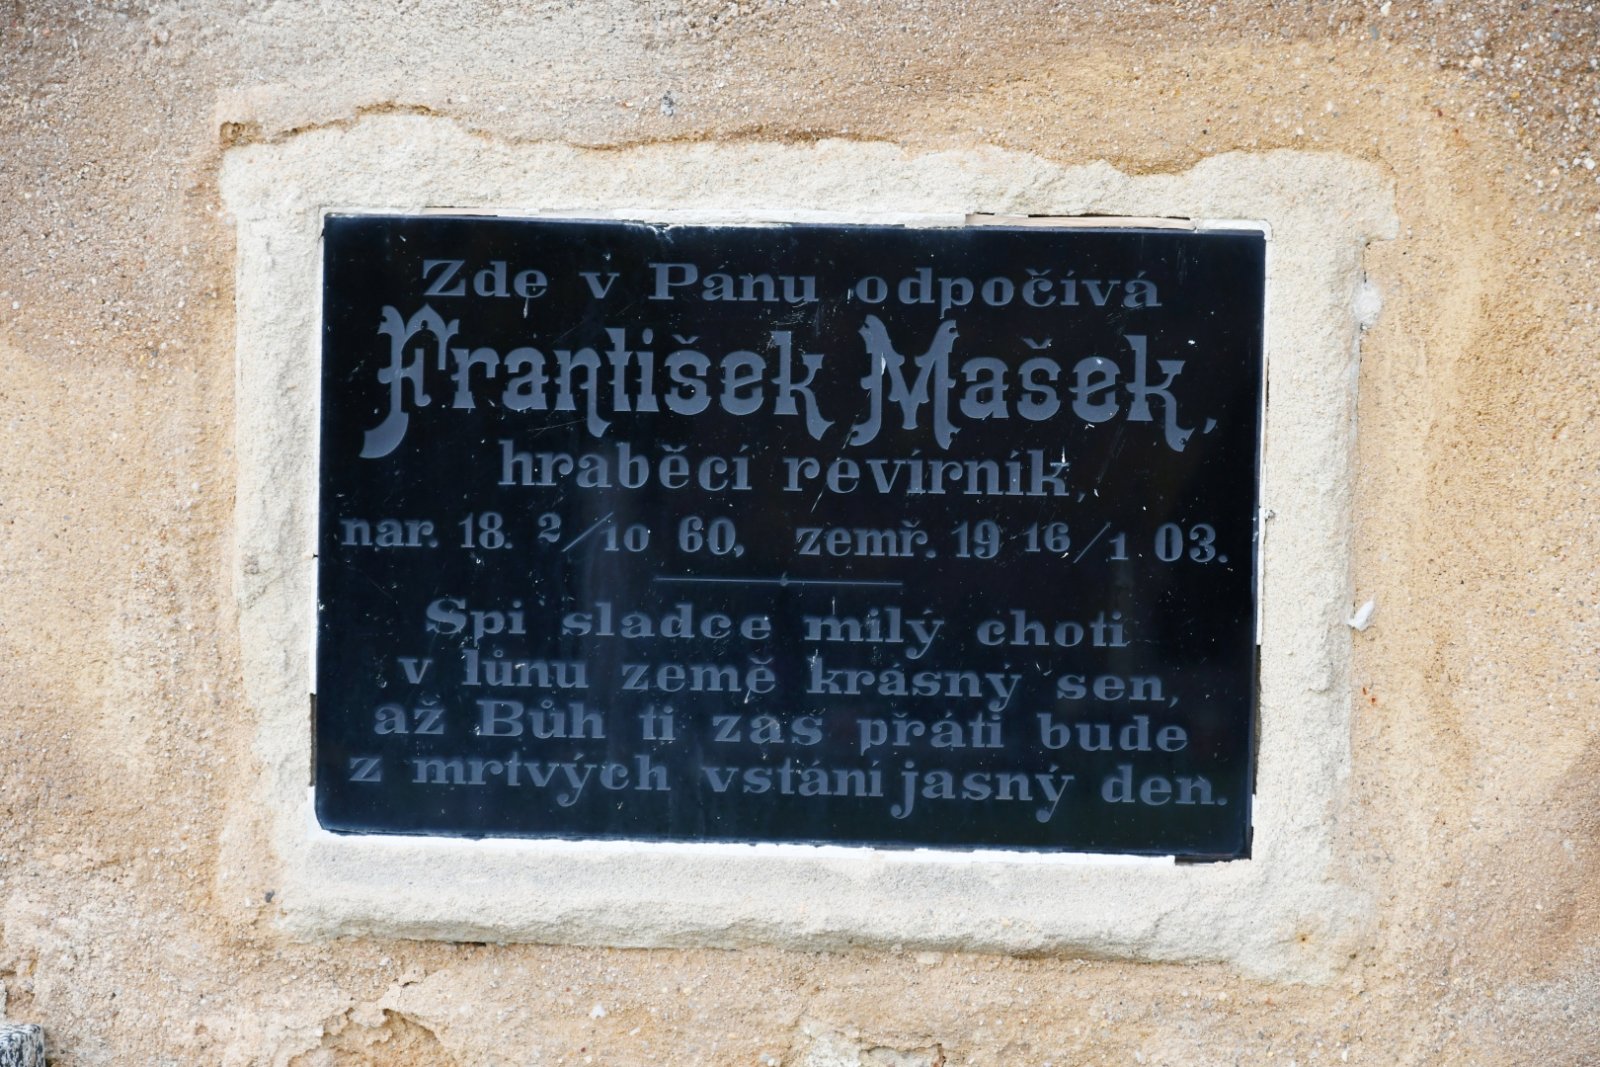 Zde v Pánu odpočívá
František Mašek,
hraběcí revírník,
nar. 18. 2/10 60. zemř. 19 16/1 03.
Spi sladce milý choti
v lůnu země krásný sen,
až Bůh ti zas přáti bude
z mrtvých vstání jasný den.